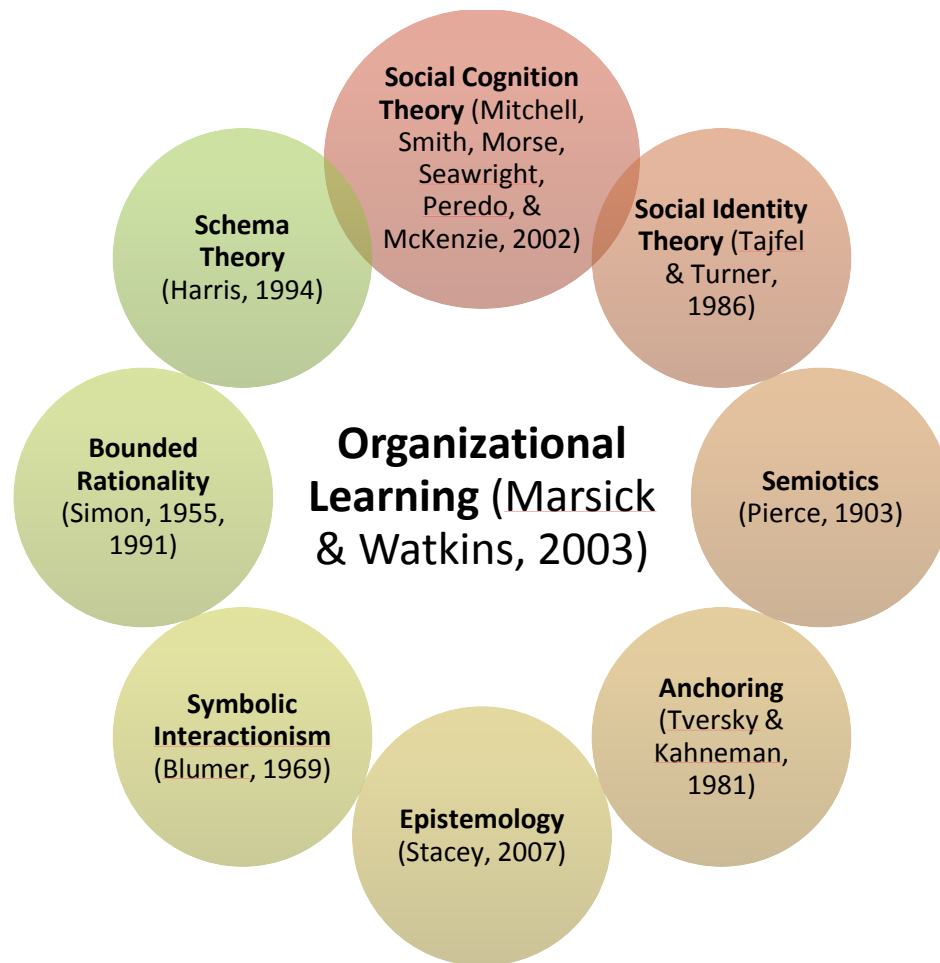 Social Cognition
Theory (Mitchell,
Smith, Morse,
Seawright,
Peredo, &
McKenzie, 2002)
Social Identity
Theory (Tajfel
& Turner,
1986)
Semiotics
(Pierce, 1903)
Anchoring
(Tversky &
Kahneman,
1981)
Epistemology
(Stacey, 2007)
Symbolic
Interactionism
(Blumer, 1969)
Bounded
Rationality
(Simon, 1955,
1991)
Schema
Theory
(Harris, 1994)
Organizational
Learning (Marsick
& Watkins, 2003)